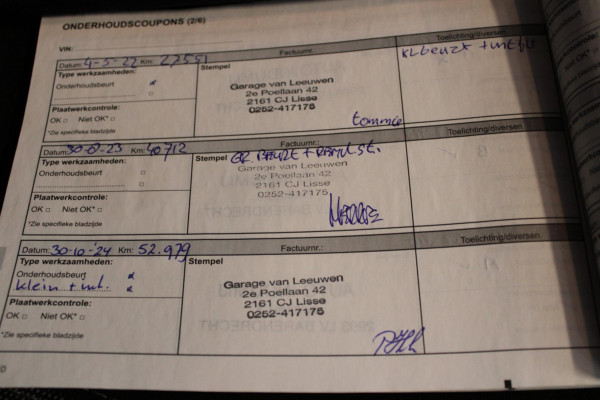 ONDERHOUDSCOUPONS (2/6)
VIN:
Datum: 4-5-22 Km: 27551 Factuurnr. Toelichting/diversen
Type werkzaamheden: Stempel
Onderhoudsbeurt
Garage van Leeuwen
2e Poellaan 42
2161 CJ Lisse
0252-417175
Plaatwerkcontrole:
OK □ Niet OK* □
*Zie specifieke bladzijde
Datum: 23 Km: 40712 Factuurnr.: Toelichting/diversen
Type werkzaamheden: Stempel GR. BEURT +
Onderhoudsbeurt □
Garage van Leeuwen
2e Poellaan 42
2161 CJ Lisse
0252-417175
Plaatwerkcontrole:
OK □ Niet OK* □
*Zie specifieke bladzijde
Datum: 30-10-'24 Km: 52.979 Factuurnr.: Toelichting/diversen
Type werkzaamheden: Stempel
Onderhoudsbeurt
klein +
Garage van Leeuwen
2e Poellaan 42
2161 CJ Lisse
0252-417175
Plaatwerkcontrole:
OK □ Niet OK* □
*Zie specifieke bladzijde